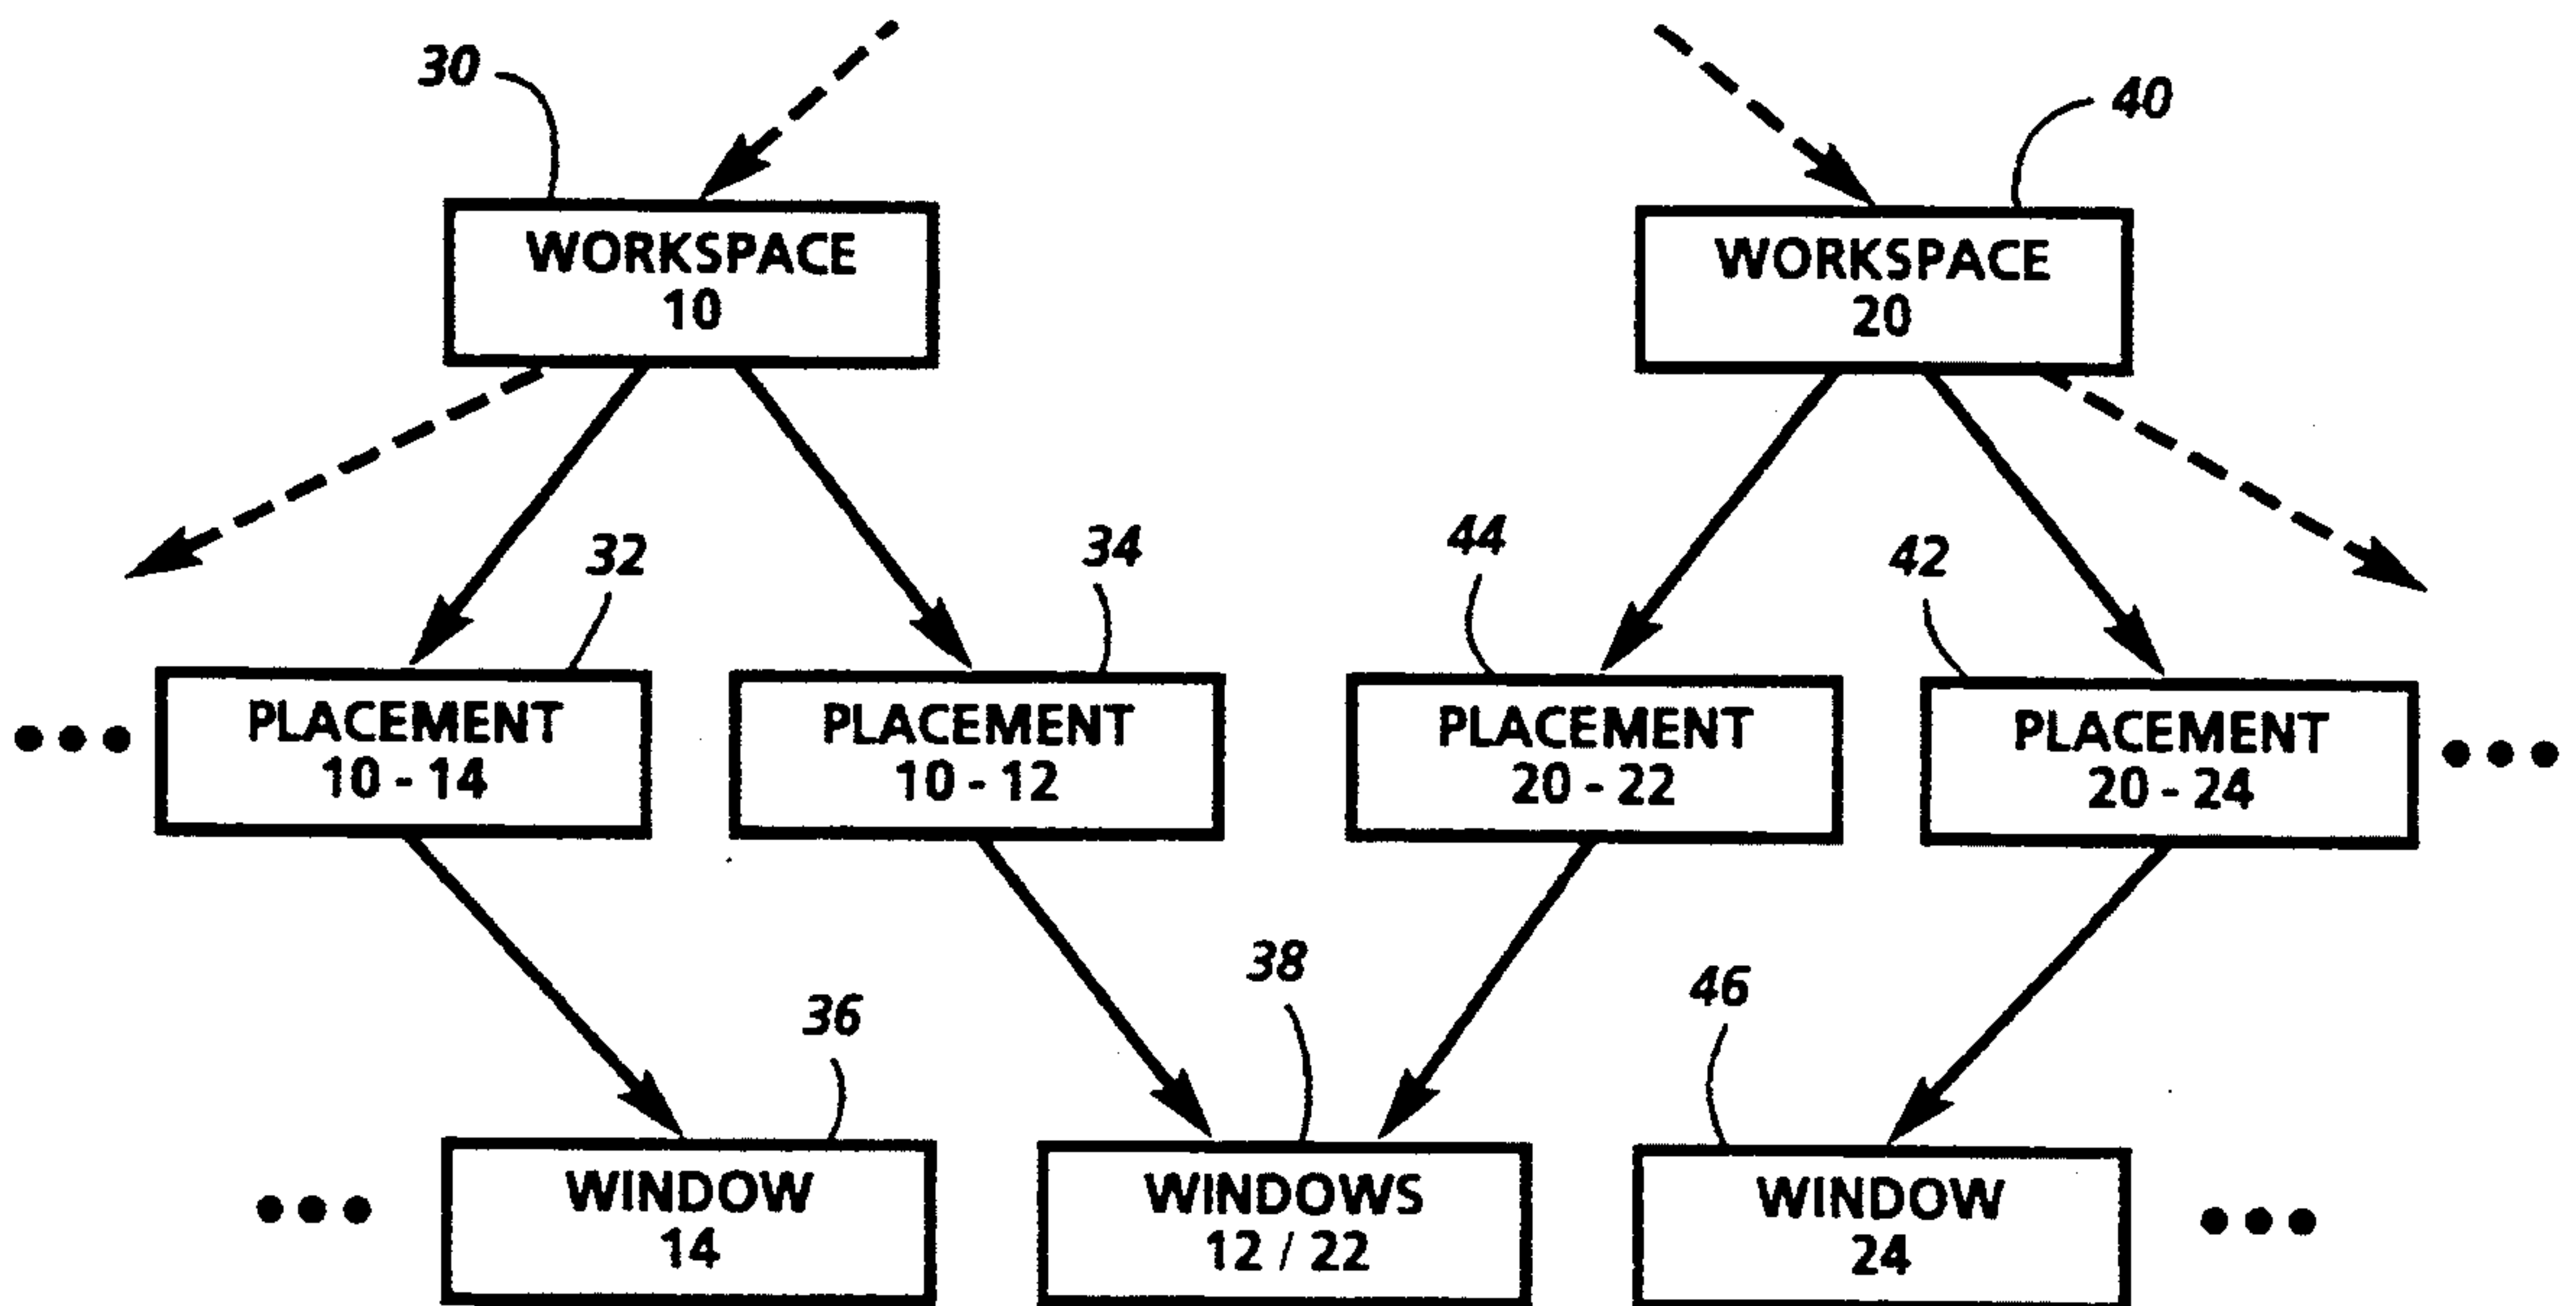 30
40
WORKSPACE
10
WORKSPACE
20
32
34
44
42
PLACEMENT
10 - 14
PLACEMENT
10 - 12
PLACEMENT
20 - 22
PLACEMENT
20 - 24
36
38
46
WINDOW
14
WINDOWS
12 / 22
WINDOW
24